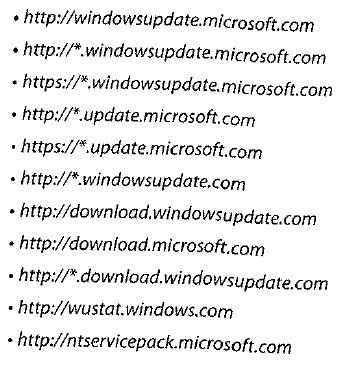 • http://windowsupdate.microsoft.com
• http://*.windowsupdate.microsoft.com
• https://*.windowsupdate.microsoft.com
• http://*.update.microsoft.com
• https://*.update.microsoft.com
• http://*.windowsupdate.com
• http://download.windowsupdate.com
• http://download.microsoft.com
• http://*.download.windowsupdate.com
• http://wustat.windows.com
• http://ntservicepack.microsoft.com